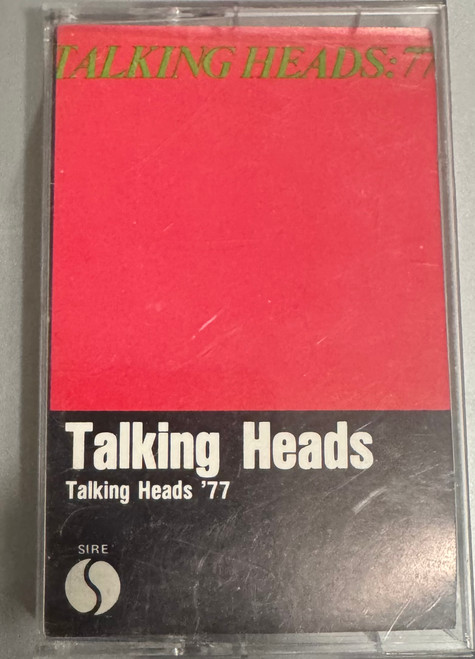 TALKING HEADS: 77
Talking Heads
Talking Heads '77
SIRE